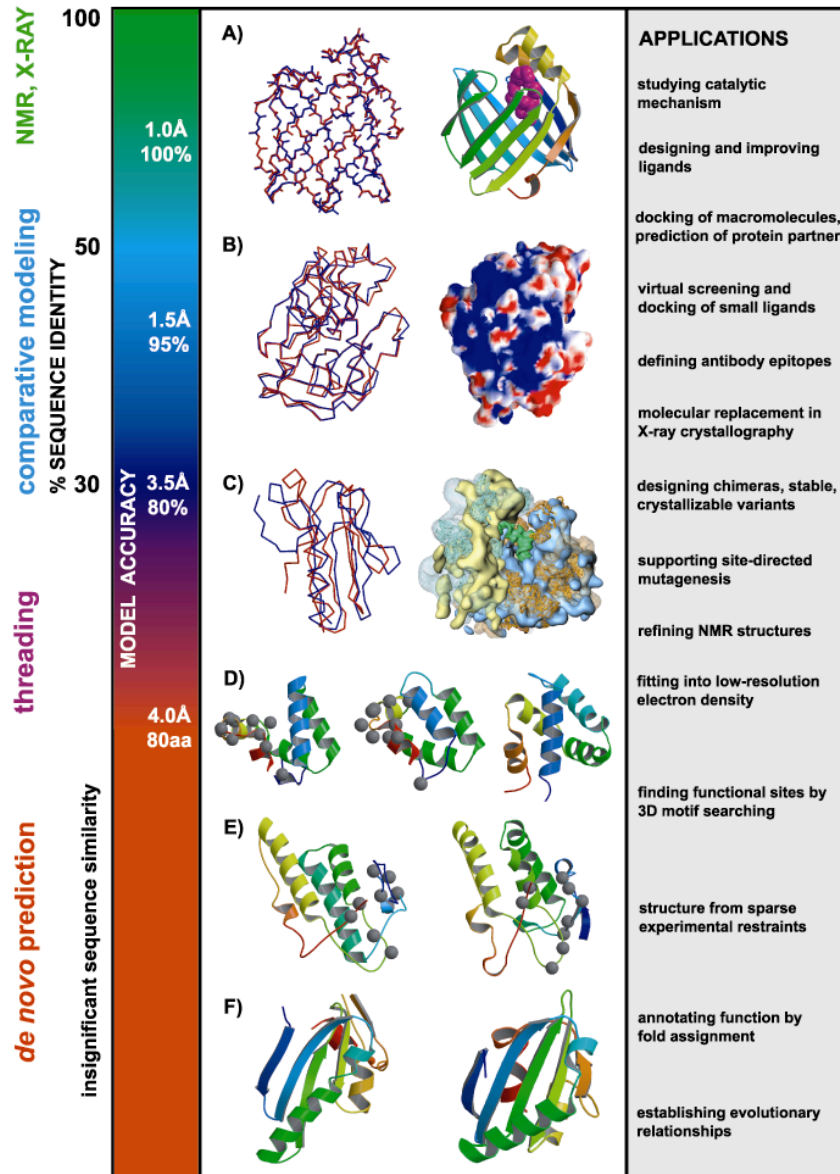 NMR, X-RAY
comparative modeling
threading
de novo prediction
100
50
30
% SEQUENCE IDENTITY
insignificant sequence similarity
MODEL ACCURACY
1.0Å
100%
1.5Å
95%
3.5Å
80%
4.0Å
80aa
A)
B)
C)
D)
E)
F)
APPLICATIONS
studying catalytic
mechanism
designing and improving
ligands
docking of macromolecules,
prediction of protein partner
virtual screening and
docking of small ligands
defining antibody epitopes
molecular replacement in
X-ray crystallography
designing chimeras, stable,
crystallizable variants
supporting site-directed
mutagenesis
refining NMR structures
fitting into low-resolution
electron density
finding functional sites by
3D motif searching
structure from sparse
experimental restraints
annotating function by
fold assignment
establishing evolutionary
relationships